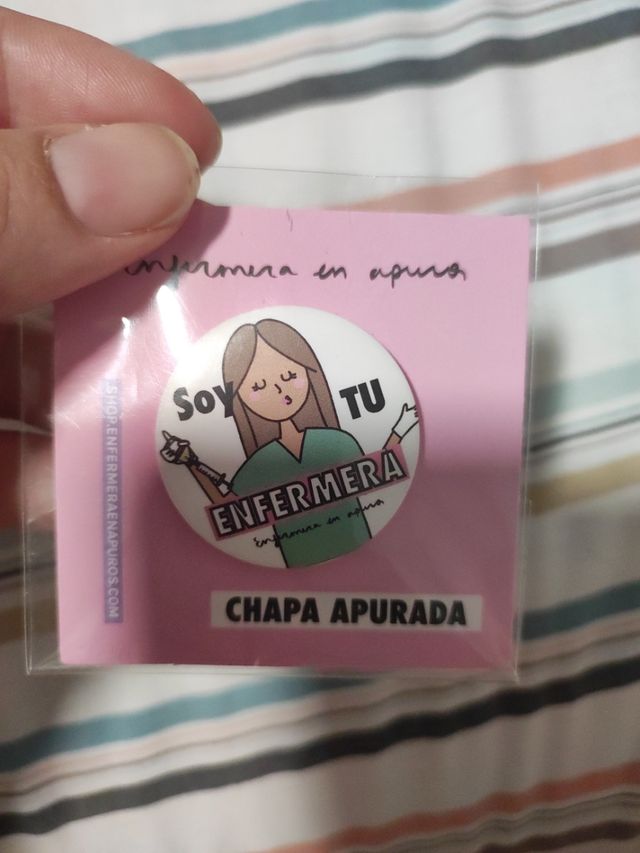 enfermera en apuros
SOY TU
ENFERMERA
Enfermera en apuros
SHOP.ENFERMERAENAPUROS.COM
CHAPA APURADA